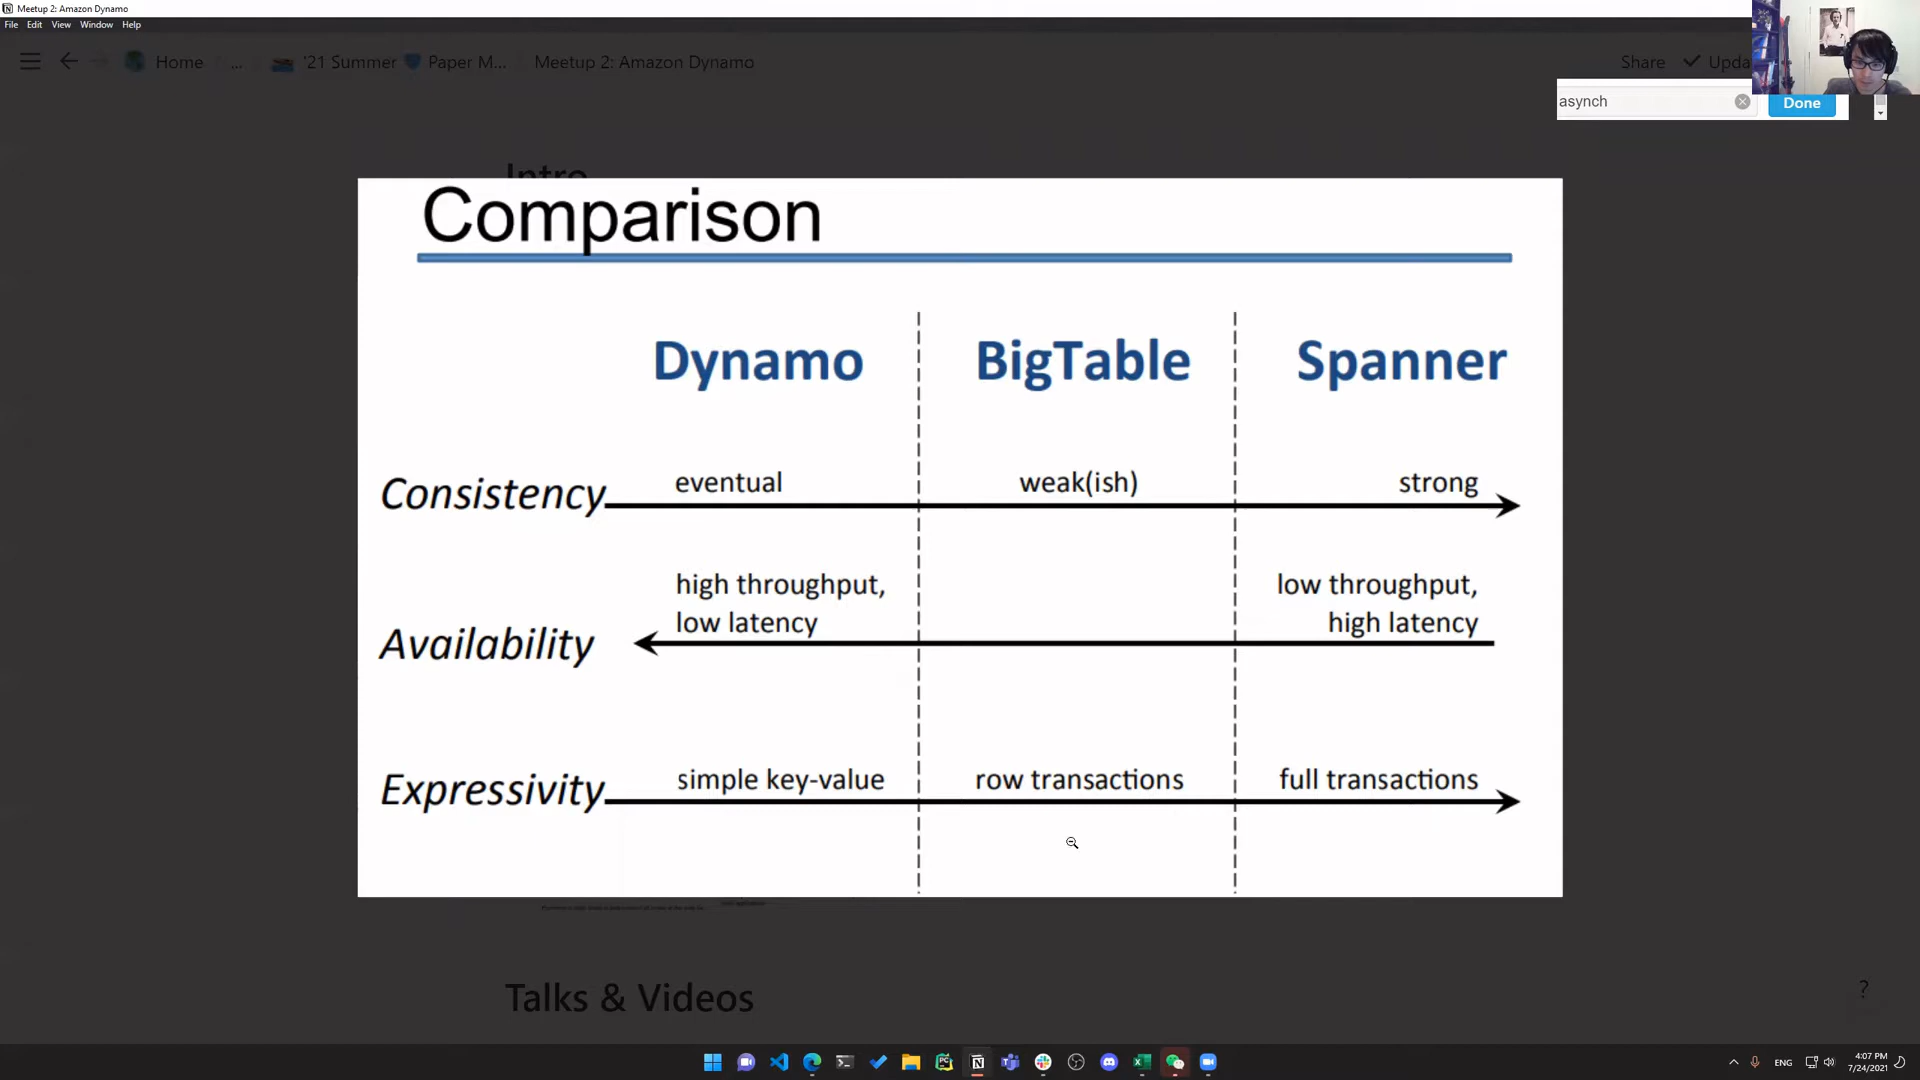 Meetup 2: Amazon Dynamo
File Edit View Window Help
Home ... '21 Summer Paper M... Meetup 2: Amazon Dynamo
Share Upda
asynch
Done
Intro
Comparison
Dynamo BigTable Spanner
Consistency eventual weak(ish) strong
high throughput, low throughput,
Availability low latency high latency
Expressivity simple key-value row transactions full transactions
Talks & Videos
?
ENG
4:07 PM
7/24/2021